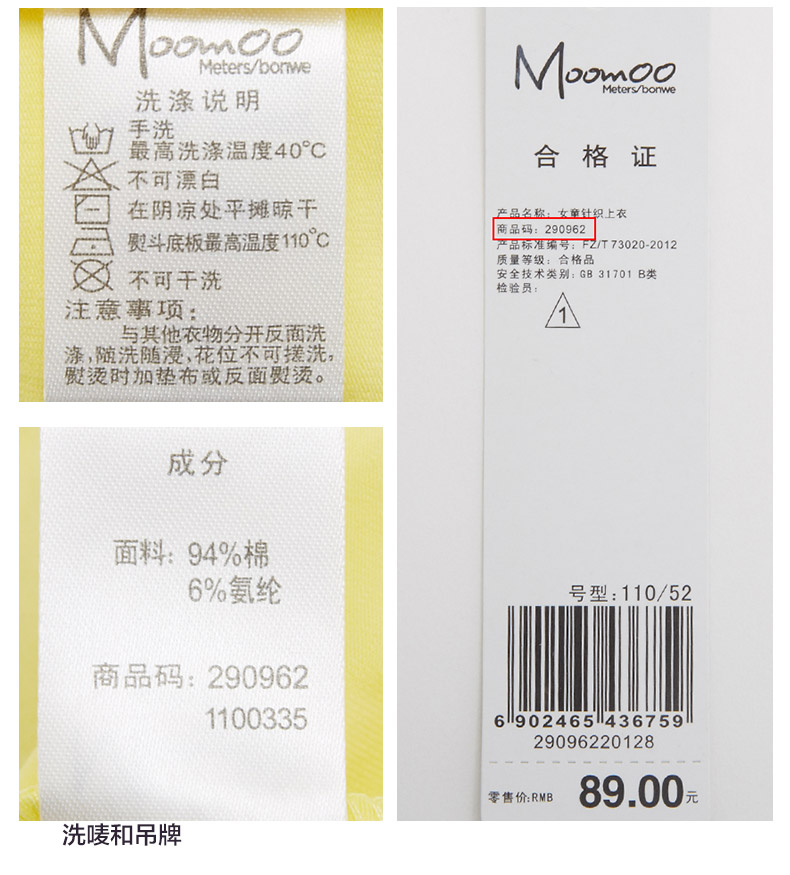 Moomoo
Meters/bonwe
洗涤说明
手洗
最高洗涤温度40°C
不可漂白
在阴凉处平摊晾干
熨斗底板最高温度110°C
不可干洗
注意事项:
与其他衣物分开反面洗
涤,随洗随漫,花位不可搓洗,
熨烫时加垫布或反面熨烫。
成分
面料: 94%棉
6%氨纶
商品码: 290962
1100335
洗唛和吊牌
Moomoo
Meters/bonwe
合格证
产品名称: 女童针织上衣
商品码: 290962
产品标准编号: FZ/T 73020-2012
质量等级: 合格品
安全技术类别: GB 31701 B类
检验员:
1
号型:110/52
6 902465 436759
29096220128
零售价:RMB 89.00元